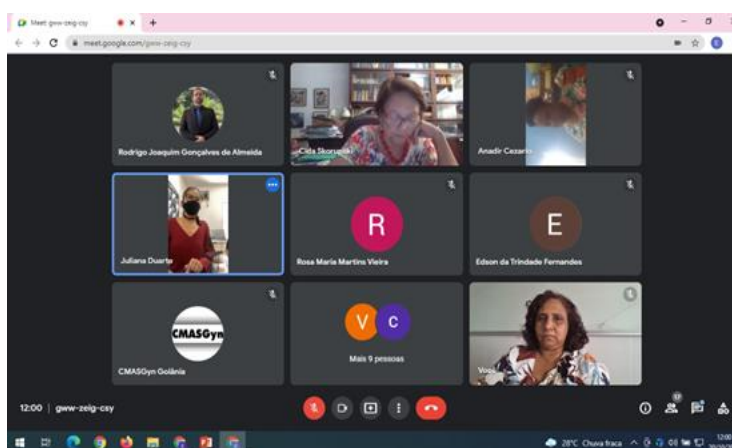 Meet: gww-zeig-csy
meet.google.com/gww-zeig-csy
Rodrigo Joaquim Gonçalves de Almeida
Cida Skorupski
Anadir Cezario
Juliana Duarte
R
Rosa Maria Martins Vieira
E
Edson da Trindade Fernandes
CMASGyn
CMASGyn Goiânia
V C
Mais 9 pessoas
Você
12:00 | gww-zeig-csy
28°C Chuva fraca
12:00